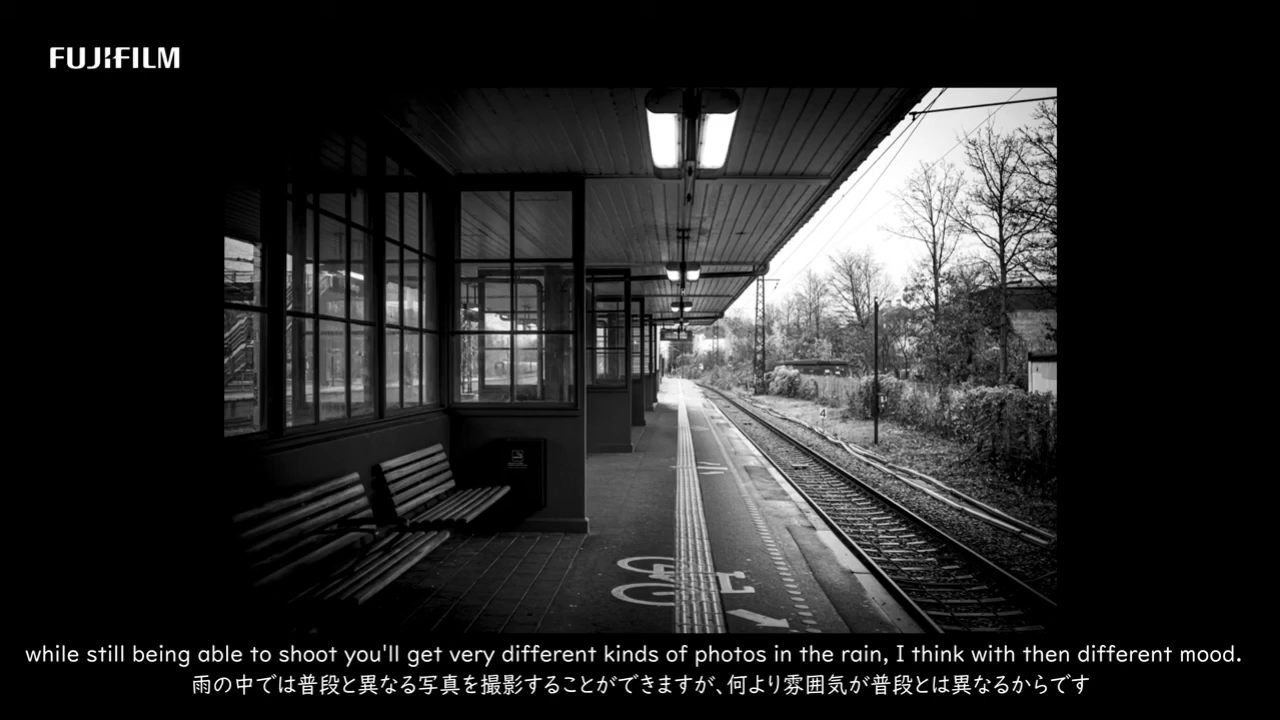 FUJIFILM
4
while still being able to shoot you'll get very different kinds of photos in the rain, I think with then different mood.
雨の中では普段と異なる写真を撮影することができますが、何より雰囲気が普段とは異なるからです